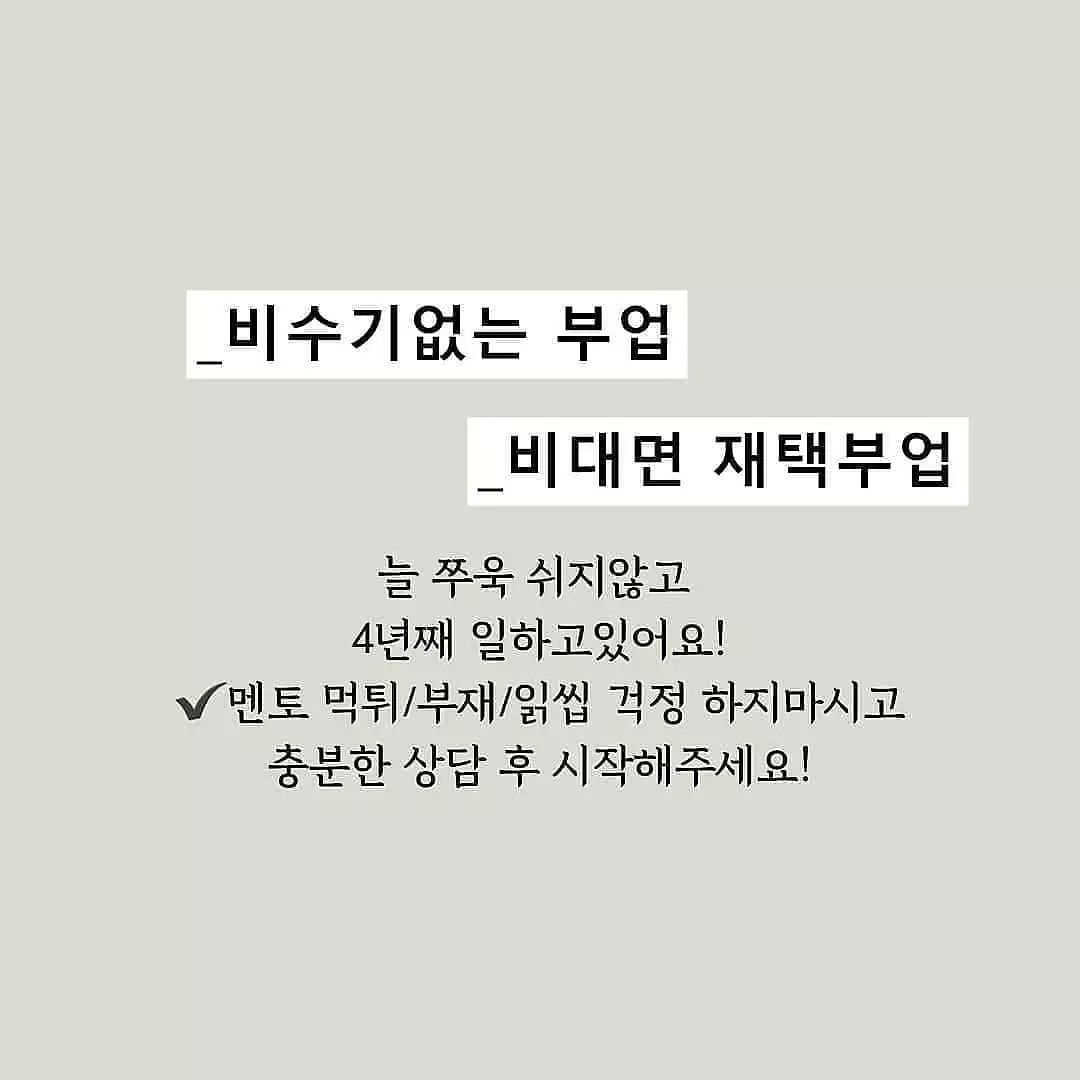 _비수기없는 부업
_비대면 재택부업
늘 쭈욱 쉬지않고
4년째 일하고있어요!
✔멘토 먹튀/부재/읽씹 걱정 하지마시고
충분한 상담 후 시작해주세요!